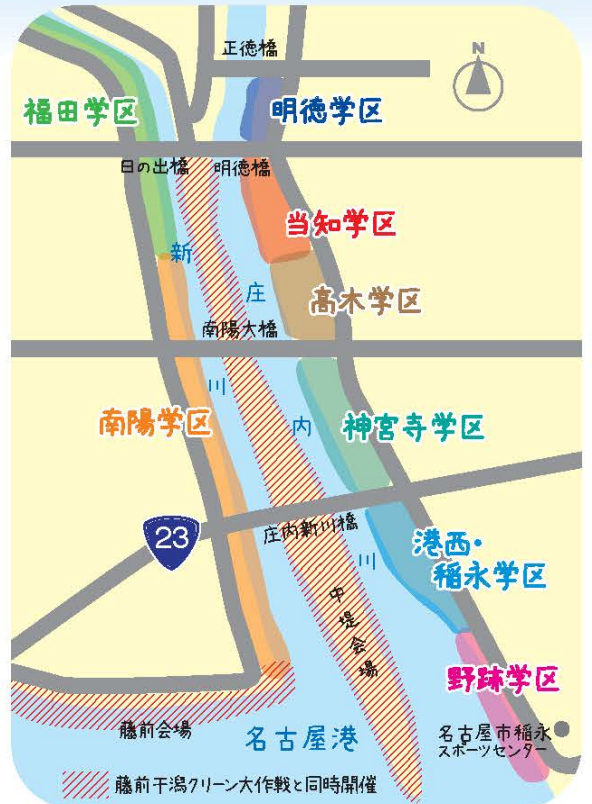 正徳橋
N
福田学区
明徳学区
日の出橋
明徳橋
当知学区
新川
庄内川
高木学区
南陽大橋
南陽学区
神宮寺学区
23
庄内新川橋
港西・
稲永学区
中堤会場
野跡学区
藤前会場
名古屋港
名古屋市稲永
スポーツセンター
藤前干潟クリーン大作戦と同時開催